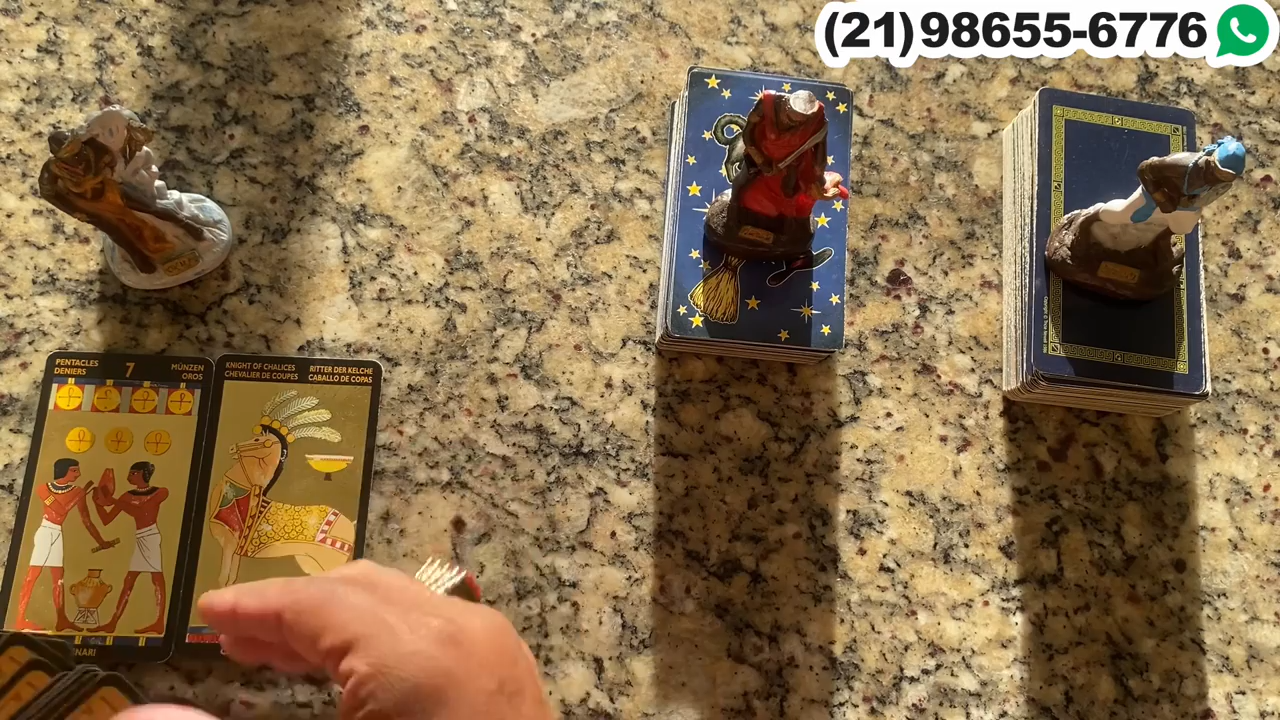 (21)98655-6776
PENTACLES
DENIERS
7
MÜNZEN
OROS
KNIGHT OF CHALICES
CHEVALIER DE COUPES
RITTER DER KELCHE
CABALLO DE COPAS